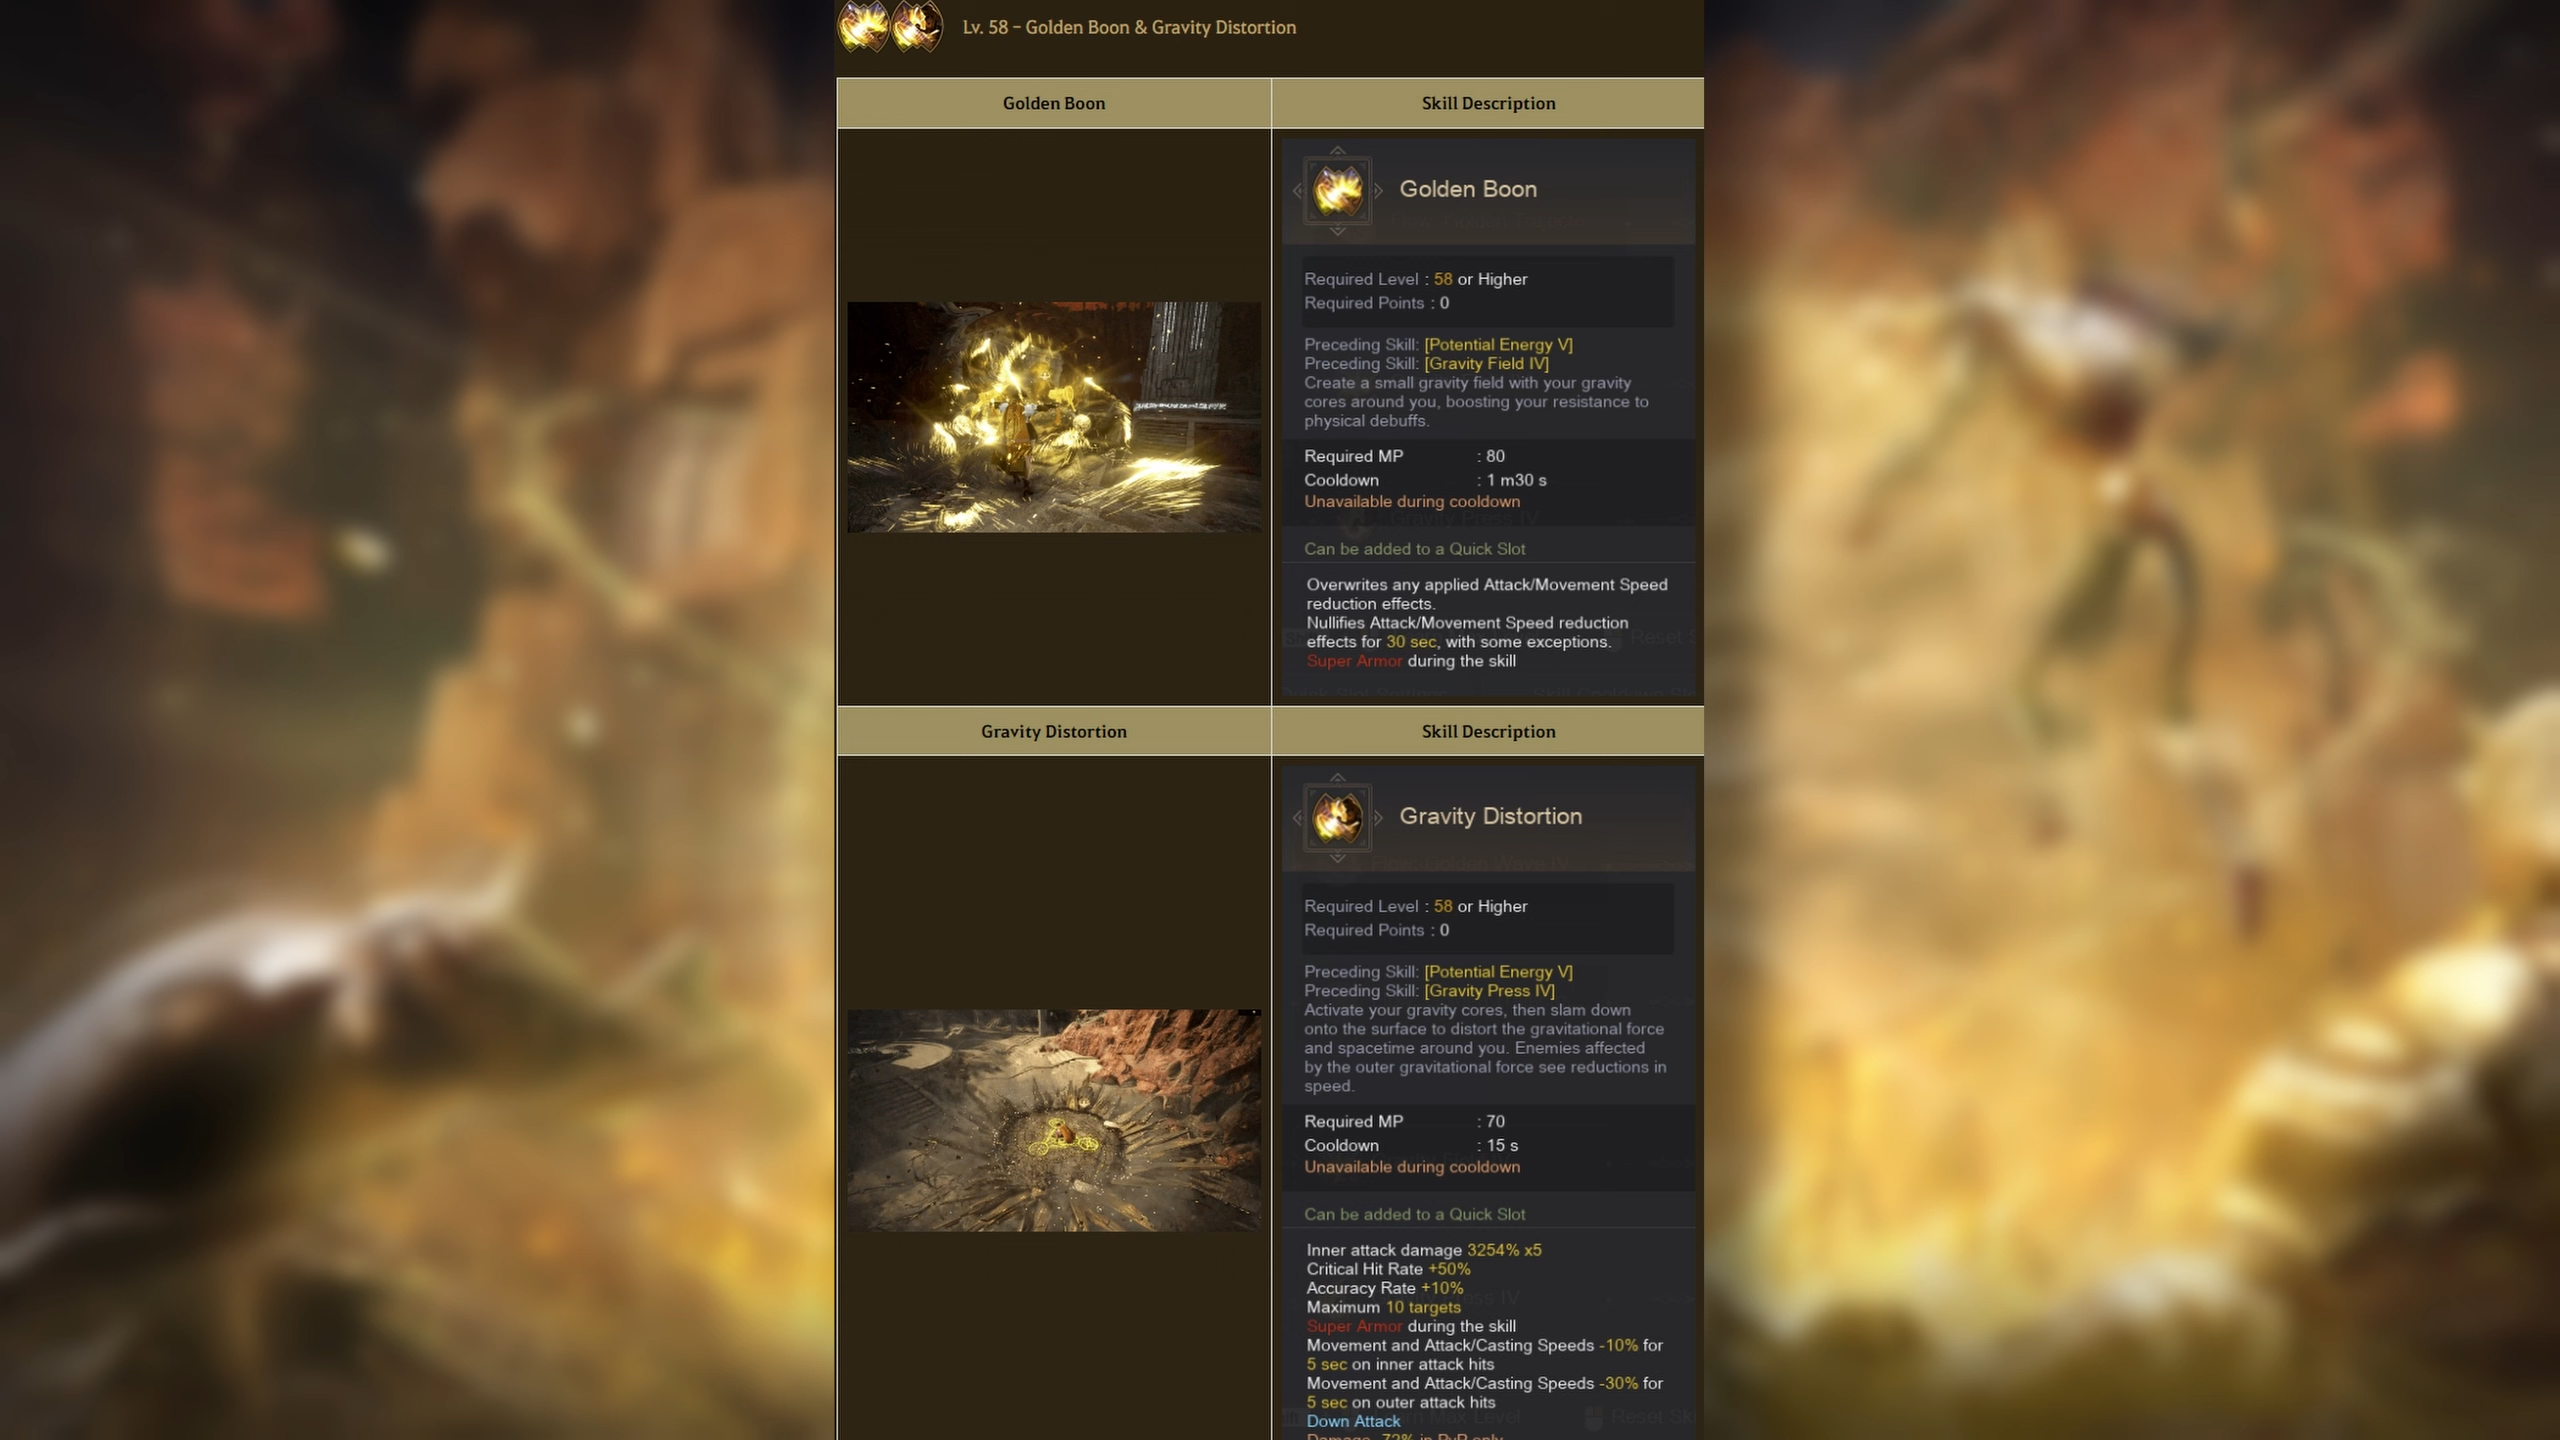 Lv. 58 – Golden Boon & Gravity Distortion
Golden Boon
Skill Description
Golden Boon
Required Level : 58 or Higher
Required Points : 0
Preceding Skill: [Potential Energy V]
Preceding Skill: [Gravity Field IV]
Create a small gravity field with your gravity
cores around you, boosting your resistance to
physical debuffs.
Required MP : 80
Cooldown : 1 m30 s
Unavailable during cooldown
Can be added to a Quick Slot
Overwrites any applied Attack/Movement Speed
reduction effects.
Nullifies Attack/Movement Speed reduction
effects for 30 sec, with some exceptions.
Super Armor during the skill
Gravity Distortion
Skill Description
Gravity Distortion
Required Level : 58 or Higher
Required Points : 0
Preceding Skill: [Potential Energy V]
Preceding Skill: [Gravity Press IV]
Activate your gravity cores, then slam down
onto the surface to distort the gravitational force
and spacetime around you. Enemies affected
by the outer gravitational force see reductions in
speed.
Required MP : 70
Cooldown : 15 s
Unavailable during cooldown
Can be added to a Quick Slot
Inner attack damage 3254% x5
Critical Hit Rate +50%
Accuracy Rate +10%
Maximum 10 targets
Super Armor during the skill
Movement and Attack/Casting Speeds -10% for
5 sec on inner attack hits
Movement and Attack/Casting Speeds -30% for
5 sec on outer attack hits
Down Attack
Damage -72% in PvP only